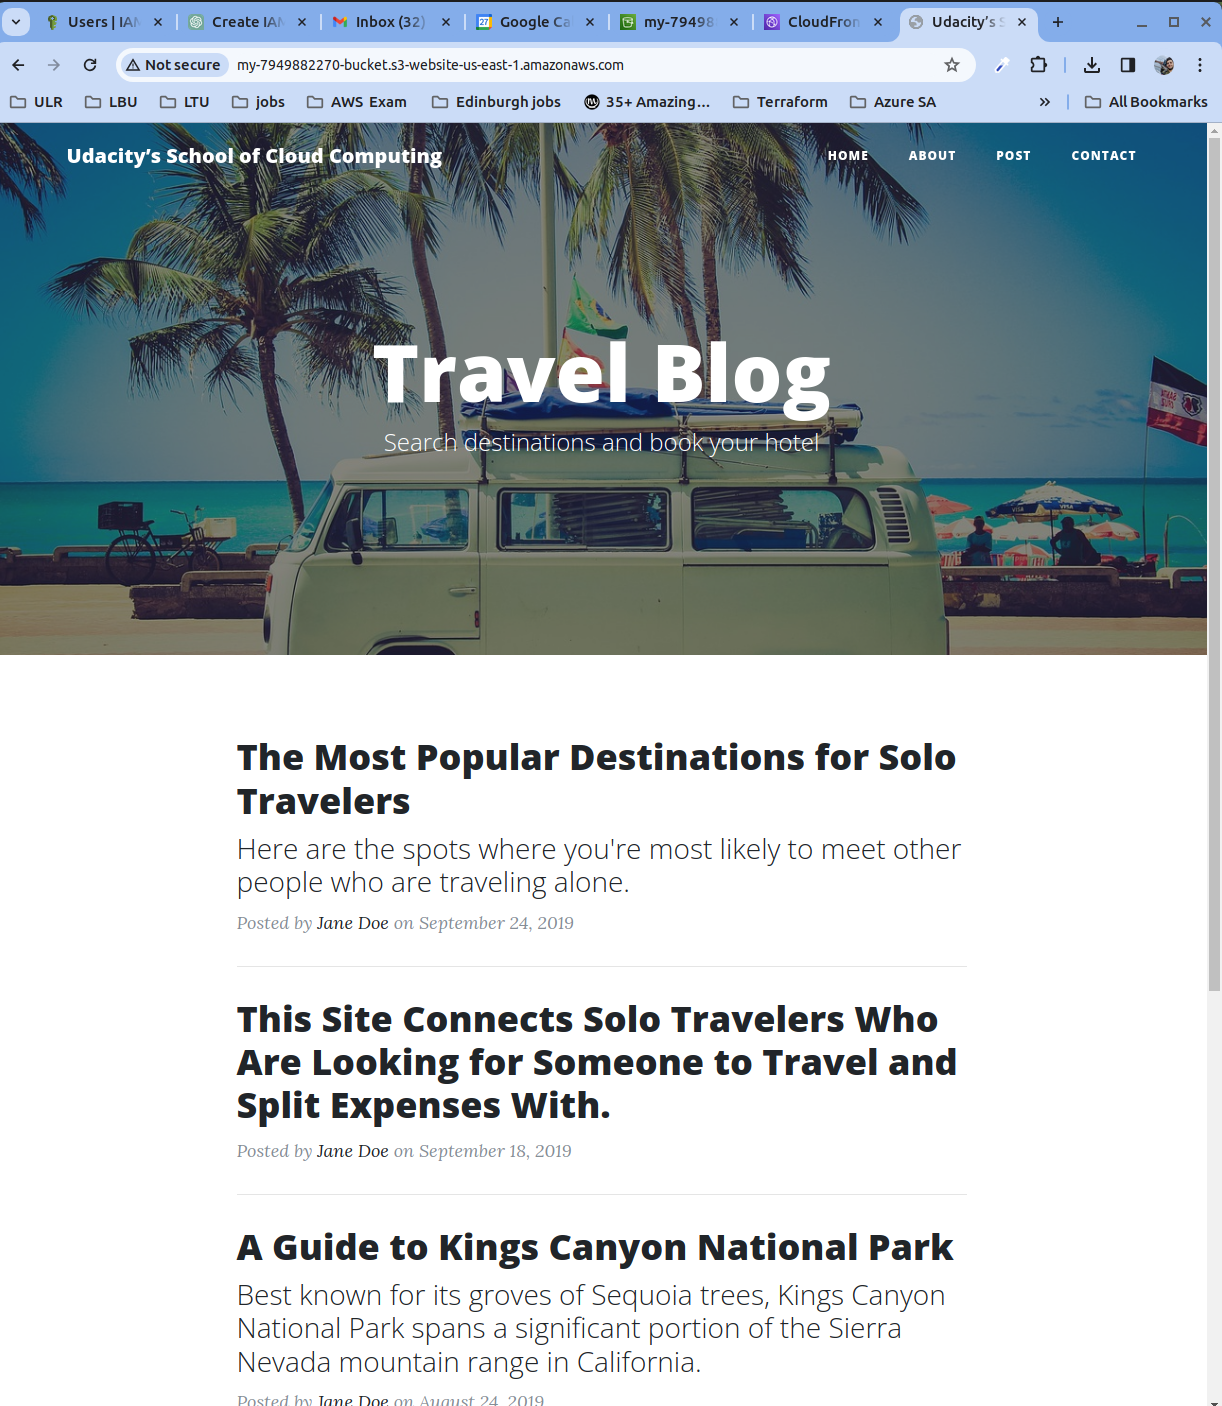 Users | IAM
Create IAM
Inbox (32)
Google Ca
my-79498
CloudFron
Udacity's S
Not secure
my-7949882270-bucket.s3-website-us-east-1.amazonaws.com
ULR
LBU
LTU
jobs
AWS Exam
Edinburgh jobs
35+ Amazing...
Terraform
Azure SA
»
All Bookmarks
Udacity’s School of Cloud Computing
HOME
ABOUT
POST
CONTACT
Travel Blog
Search destinations and book your hotel
The Most Popular Destinations for Solo
Travelers
Here are the spots where you're most likely to meet other
people who are traveling alone.
Posted by Jane Doe on September 24, 2019
This Site Connects Solo Travelers Who
Are Looking for Someone to Travel and
Split Expenses With.
Posted by Jane Doe on September 18, 2019
A Guide to Kings Canyon National Park
Best known for its groves of Sequoia trees, Kings Canyon
National Park spans a significant portion of the Sierra
Nevada mountain range in California.
Posted by Jane Doe on August 24, 2019